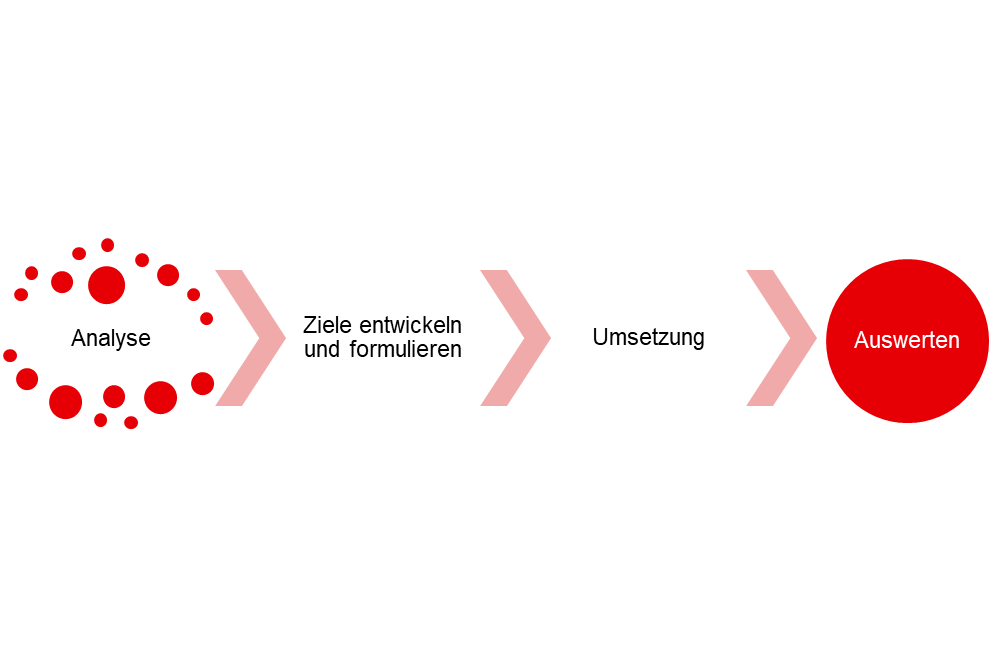 Analyse
Ziele entwickeln
und formulieren
Umsetzung
Auswerten